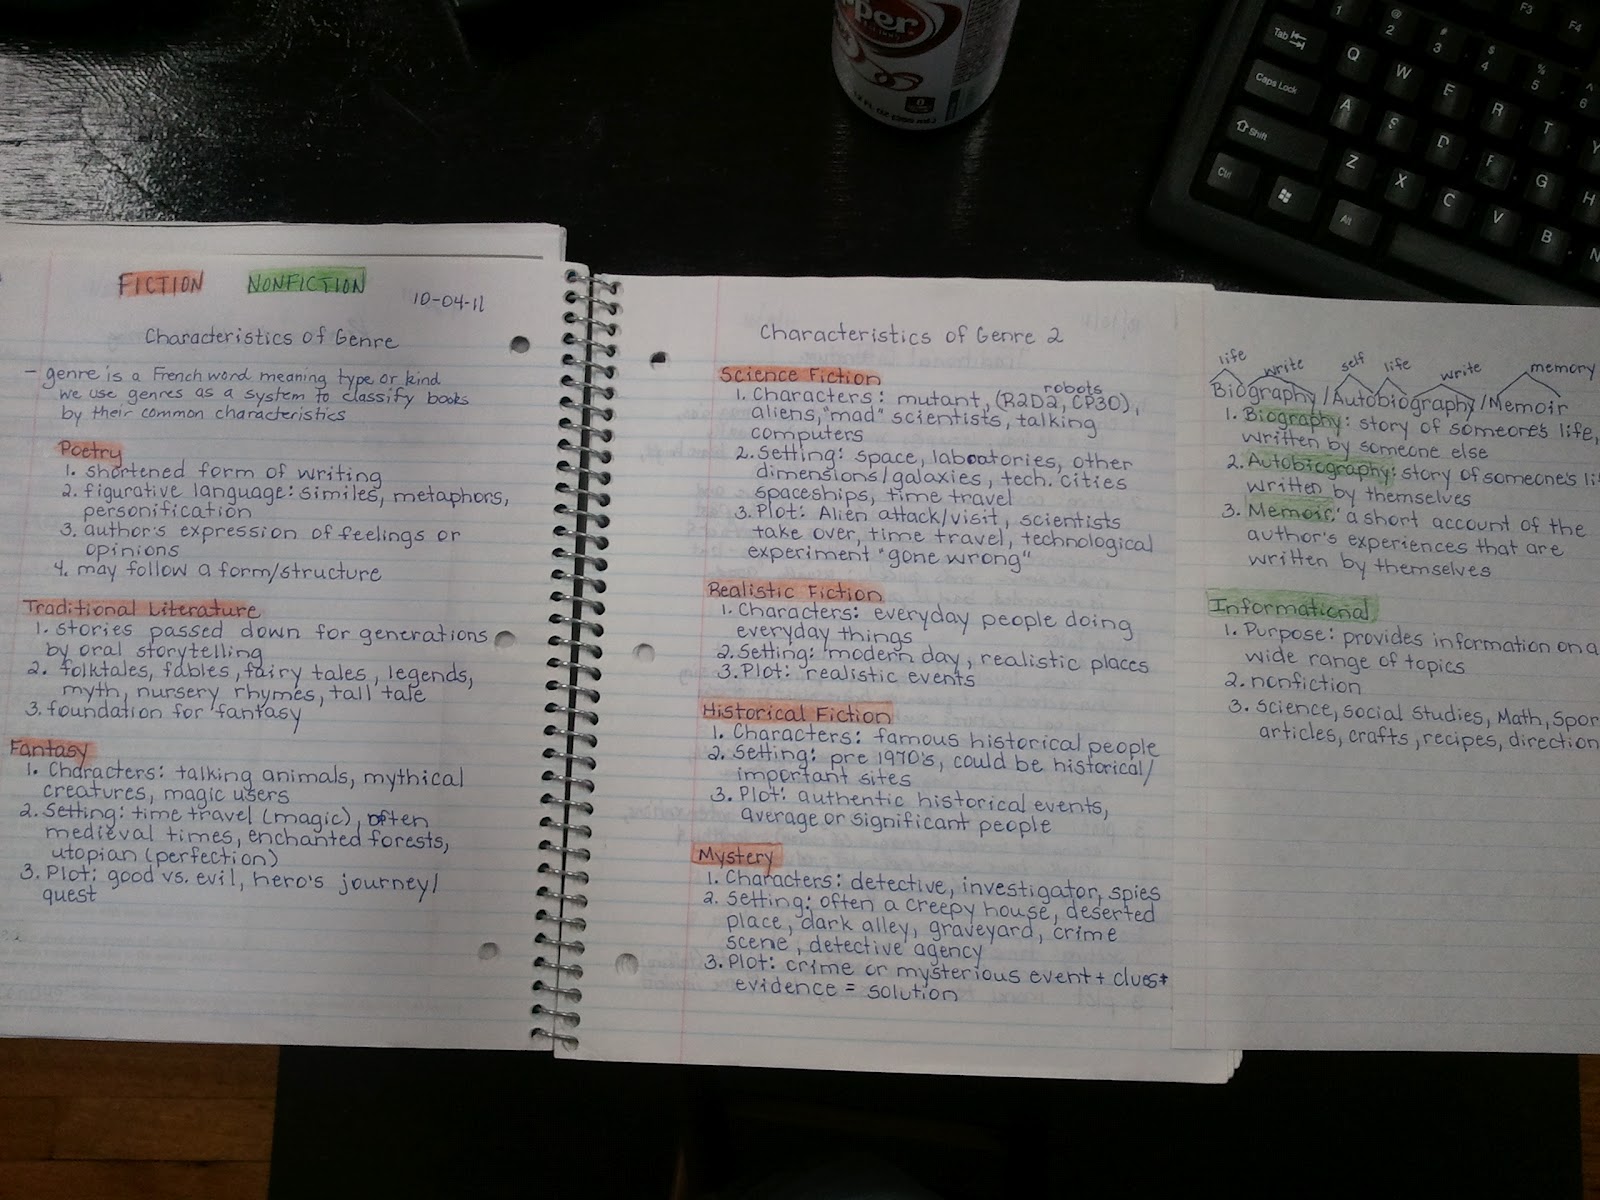 FICTION NONFICTION
10-04-11
Characteristics of Genre
- genre is a French word meaning type or kind
we use genres as a system to classify books
by their common characteristics
Poetry
1. shortened form of writing
2. figurative language: similes, metaphors,
personification
3. author's expression of feelings or
opinions
4. may follow a form/structure
Traditional Literature
1. stories passed down for generations
by oral storytelling
2. folktales, fables, fairy tales, legends,
myth, nursery rhymes, tall tale
3. foundation for fantasy
Fantasy
1. Characters: talking animals, mythical
creatures, magic users
2. Setting: time travel (magic), often
medieval times, enchanted forests,
utopian (perfection)
3. Plot: good vs. evil, hero's journey/
quest
Characteristics of Genre 2
Science Fiction
robots
1. Characters: mutant, (R2D2, CP30),
aliens, "mad" scientists, talking
computers
2. Setting: space, laboatories, other
dimensions/galaxies, tech. cities
spaceships, time travel
3. Plot: Alien attack/visit, scientists
take over, time travel, technological
experiment "gone wrong"
Realistic Fiction
1. Characters: everyday people doing
everyday things
2. Setting: modern day, realistic places
3. Plot: realistic events
Historical Fiction
1. Characters: famous historical people
2. Setting: pre 1970's, could be historical/
important sites
3. Plot: authentic historical events,
average or significant people
Mystery
1. Characters: detective, investigator, spies
2. Setting: often a creepy house, deserted
place, dark alley, graveyard, crime
scene, detective agency
3. Plot: crime or mysterious event + clues+
evidence = solution
life write self life write memory
Biography/Autobiography/Memoir
1. Biography: story of someone's life,
written by someone else
2. Autobiography: story of someone's li
written by themselves
3. Memoir: a short account of the
author's experiences that are
written by themselves
Informational
1. Purpose: provides information on a
wide range of topics
2. nonfiction
3. science, social studies, Math, Spor
articles, crafts, recipes, direction
pper
Tab
Caps Lock
Shift
Ctrl
Alt
F3 F4
1 @ 2 # 3 $ 4 % 5 ^ 6
Q W E R T Y
A S D F G H
Z X C V B N